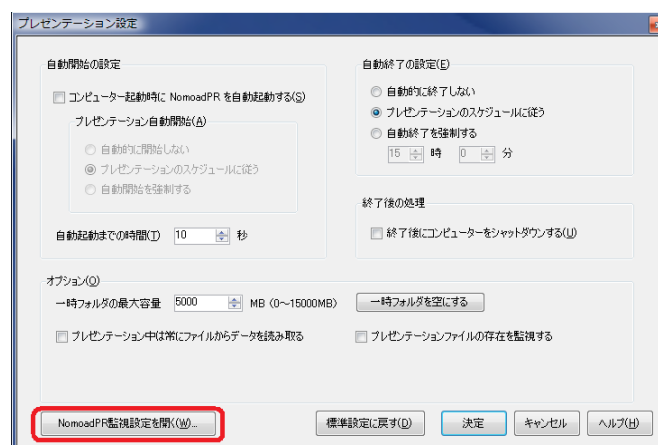 プレゼンテーション設定
自動開始の設定
コンピューター起動時に NomoadPR を自動起動する(S)
プレゼンテーション自動開始(A)
自動的に開始しない
プレゼンテーションのスケジュールに従う
自動開始を強制する
自動起動までの時間(T) 10 秒
自動終了の設定(E)
自動的に終了しない
プレゼンテーションのスケジュールに従う
自動終了を強制する
15 時 0 分
終了後の処理
終了後にコンピューターをシャットダウンする(U)
オプション(O)
一時フォルダの最大容量 5000 MB (0~15000MB) 一時フォルダを空にする
プレゼンテーション中は常にファイルからデータを読み取る プレゼンテーションファイルの存在を監視する
NomoadPR監視設定を開く(W)... 標準設定に戻す(D) 決定 キャンセル ヘルプ(H)